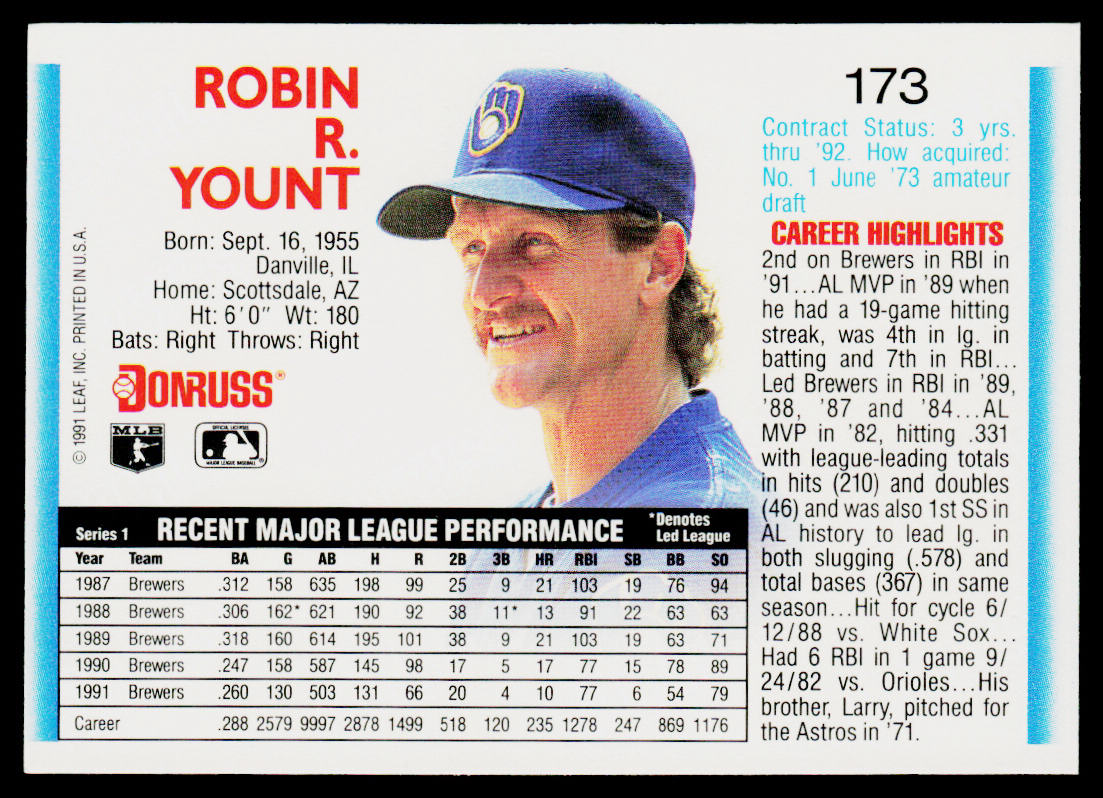 ROBIN
R.
YOUNT
Born: Sept. 16, 1955
Danville, IL
Home: Scottsdale, AZ
Ht: 6'0" Wt: 180
Bats: Right Throws: Right
DONRUSS®
MLB
OFFICIAL LICENSEE
MAJOR LEAGUE BASEBALL
®
© 1991 LEAF, INC. PRINTED IN U.S.A.
173
Contract Status: 3 yrs.
thru '92. How acquired:
No. 1 June '73 amateur
draft
CAREER HIGHLIGHTS
2nd on Brewers in RBI in
'91...AL MVP in '89 when
he had a 19-game hitting
streak, was 4th in lg. in
batting and 7th in RBI...
Led Brewers in RBI in '89,
'88, '87 and '84...AL
MVP in '82, hitting .331
with league-leading totals
in hits (210) and doubles
(46) and was also 1st SS in
AL history to lead lg. in
both slugging (.578) and
total bases (367) in same
season...Hit for cycle 6/
12/88 vs. White Sox...
Had 6 RBI in 1 game 9/
24/82 vs. Orioles...His
brother, Larry, pitched for
the Astros in '71.
Series 1 RECENT MAJOR LEAGUE PERFORMANCE *Denotes
Led League
Year Team BA G AB H R 2B 3B HR RBI SB BB SO
1987 Brewers .312 158 635 198 99 25 9 21 103 19 76 94
1988 Brewers .306 162* 621 190 92 38 11* 13 91 22 63 63
1989 Brewers .318 160 614 195 101 38 9 21 103 19 63 71
1990 Brewers .247 158 587 145 98 17 5 17 77 15 78 89
1991 Brewers .260 130 503 131 66 20 4 10 77 6 54 79
Career .288 2579 9997 2878 1499 518 120 235 1278 247 869 1176